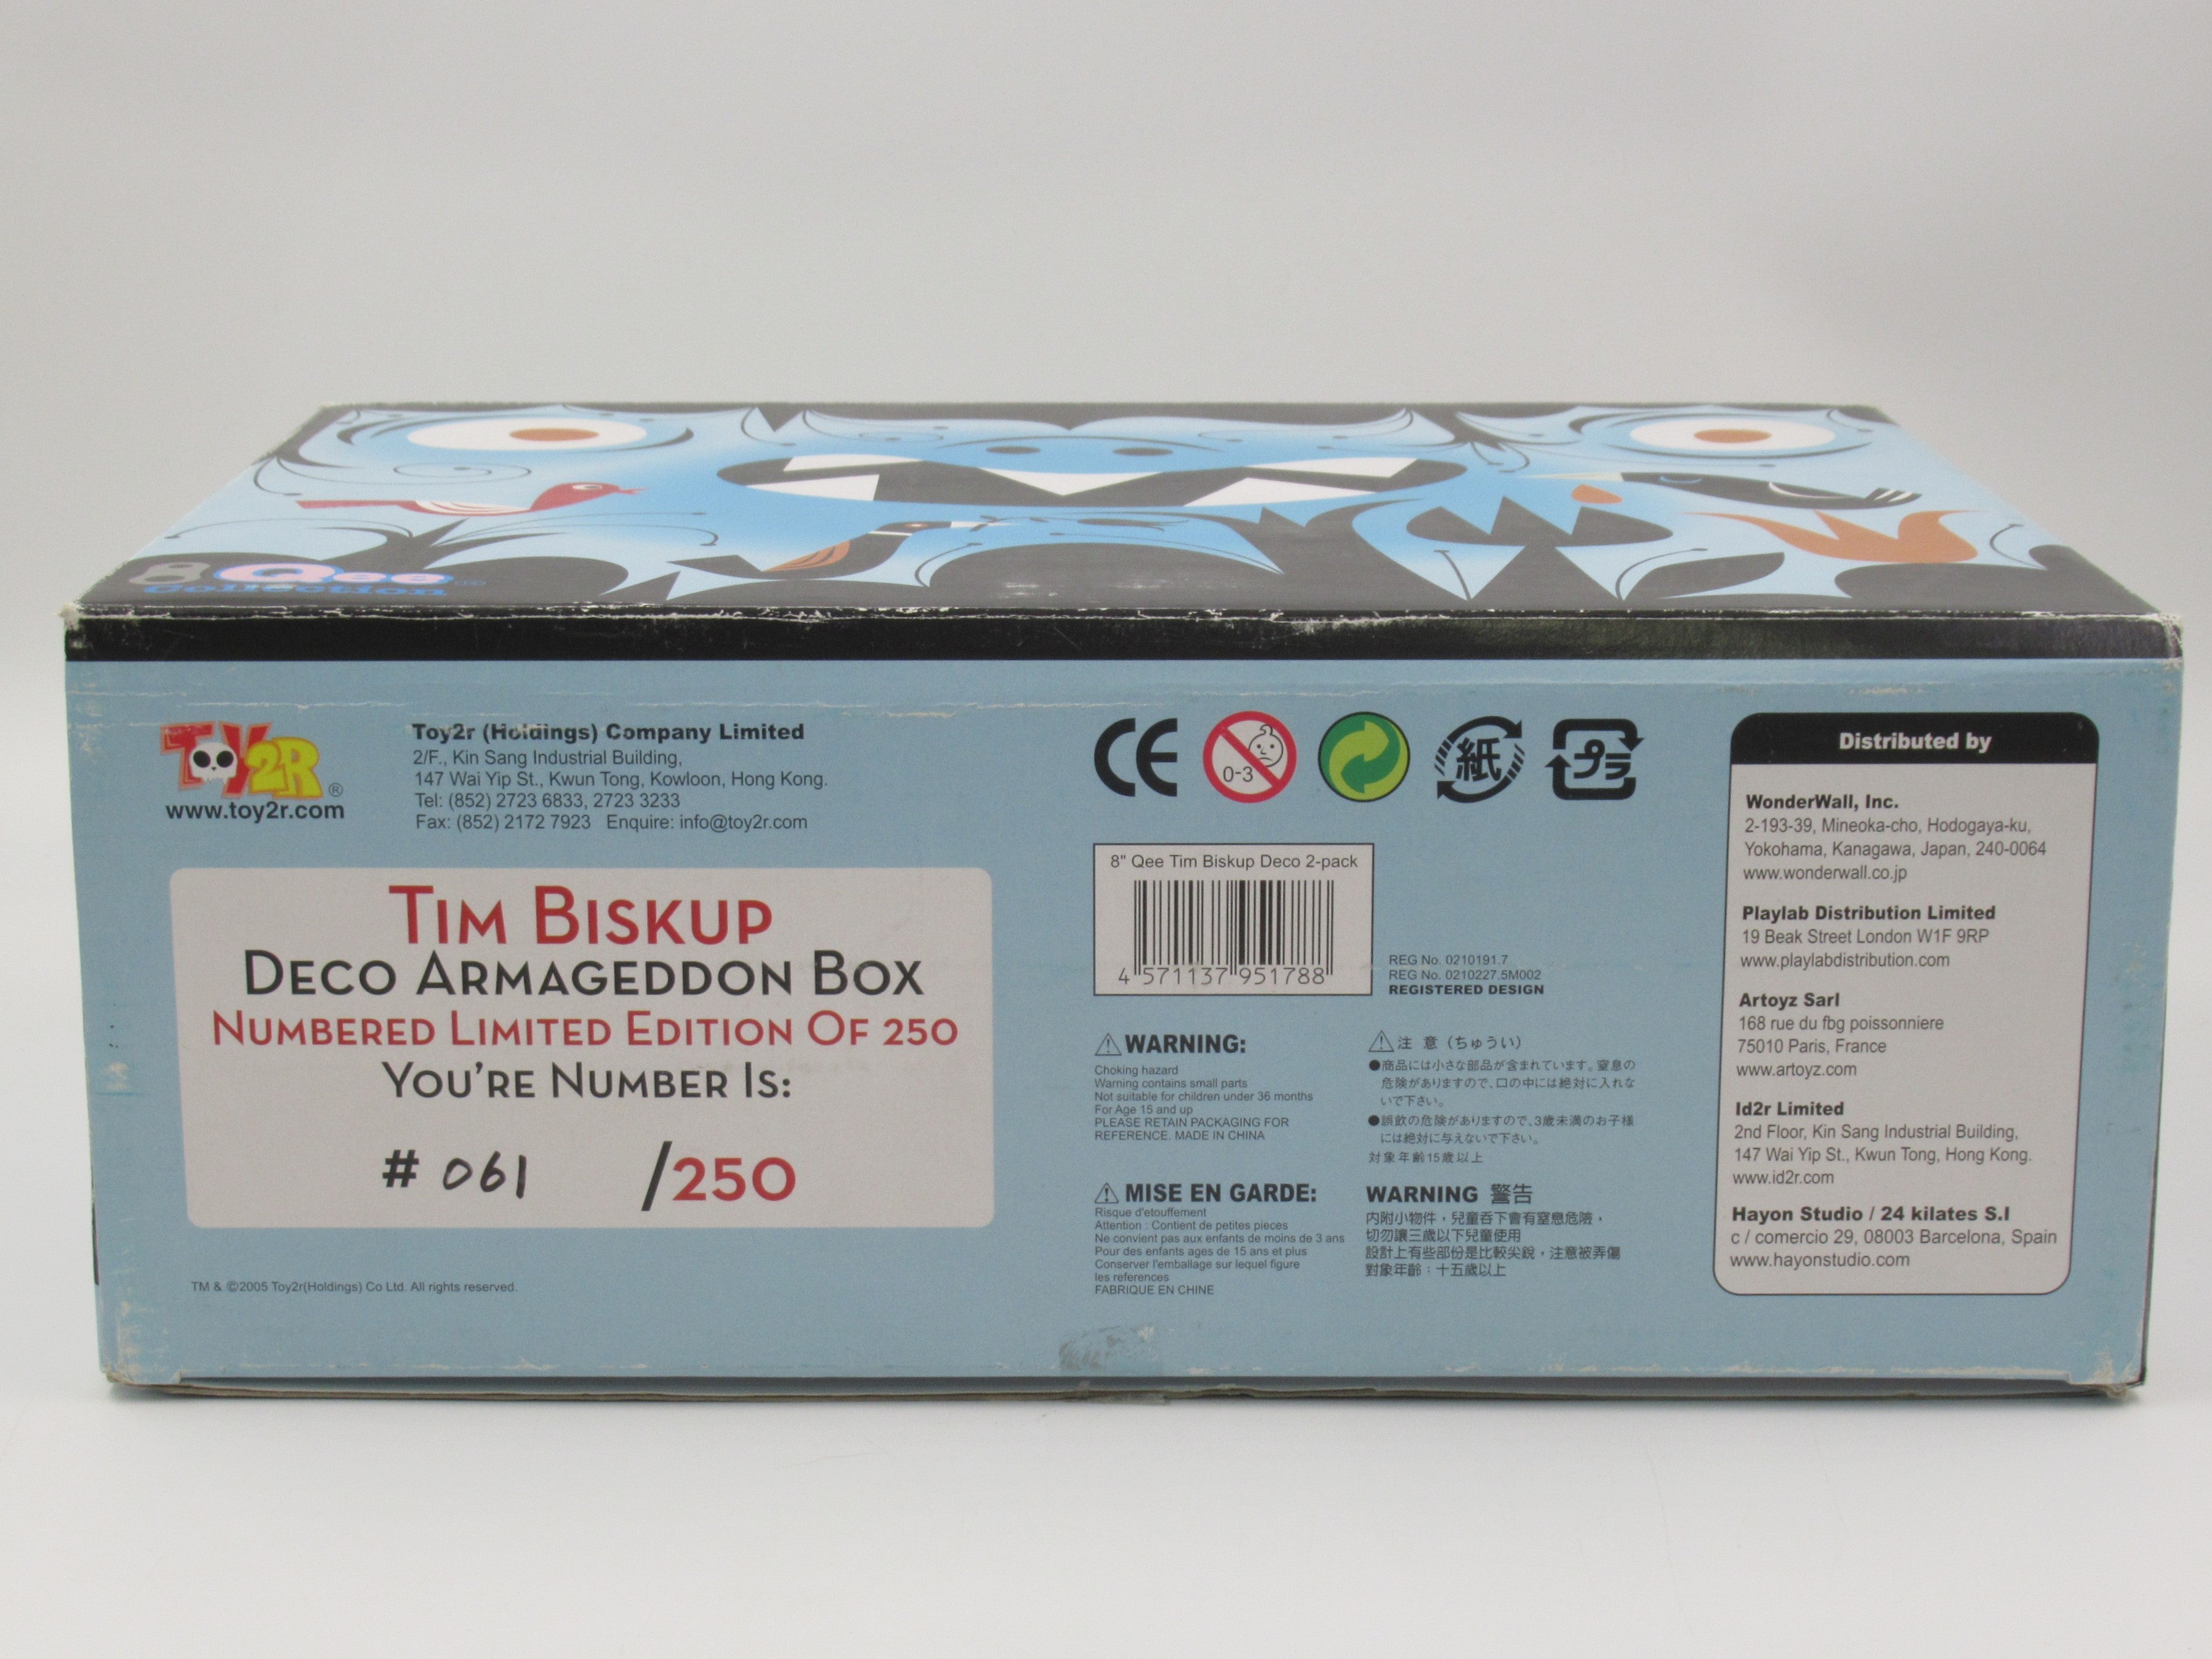 8 Qee
Collection
TOY2R ®
www.toy2r.com
Toy2r (Holdings) Company Limited
2/F., Kin Sang Industrial Building,
147 Wai Yip St., Kwun Tong, Kowloon, Hong Kong.
Tel: (852) 2723 6833, 2723 3233
Fax: (852) 2172 7923 Enquire: info@toy2r.com
TIM BISKUP
DECO ARMAGEDDON BOX
NUMBERED LIMITED EDITION OF 250
YOU'RE NUMBER IS:
# 061 /250
TM & ©2005 Toy2r(Holdings) Co Ltd. All rights reserved.
CE
0-3
紙
プラ
8" Qee Tim Biskup Deco 2-pack
4 571137 951788
REG No. 0210191.7
REG No. 0210227.5M002
REGISTERED DESIGN
WARNING:
Choking hazard
Warning contains small parts
Not suitable for children under 36 months
For Age 15 and up
PLEASE RETAIN PACKAGING FOR
REFERENCE. MADE IN CHINA
注 意 (ちゅうい)
●商品には小さな部品が含まれています。窒息の
危険がありますので、口の中には絶対に入れな
いで下さい。
●誤飲の危険がありますので、3歳未満のお子様
には絶対に与えないで下さい。
対象年齢15歳以上
MISE EN GARDE:
Risque d'etouffement
Attention : Contient de petites pieces
Ne convient pas aux enfants de moins de 3 ans
Pour des enfants ages de 15 ans et plus
Conserver l'emballage sur lequel figure
les references
FABRIQUE EN CHINE
WARNING 警告
內附小物件，兒童吞下會有窒息危險，
切勿讓三歲以下兒童使用
設計上有些部份是比較尖銳，注意被弄傷
對象年齡：十五歲以上
Distributed by
WonderWall, Inc.
2-193-39, Mineoka-cho, Hodogaya-ku,
Yokohama, Kanagawa, Japan, 240-0064
www.wonderwall.co.jp
Playlab Distribution Limited
19 Beak Street London W1F 9RP
www.playlabdistribution.com
Artoyz Sarl
168 rue du fbg poissonniere
75010 Paris, France
www.artoyz.com
Id2r Limited
2nd Floor, Kin Sang Industrial Building,
147 Wai Yip St., Kwun Tong, Hong Kong.
www.id2r.com
Hayon Studio / 24 kilates S.l
c / comercio 29, 08003 Barcelona, Spain
www.hayonstudio.com